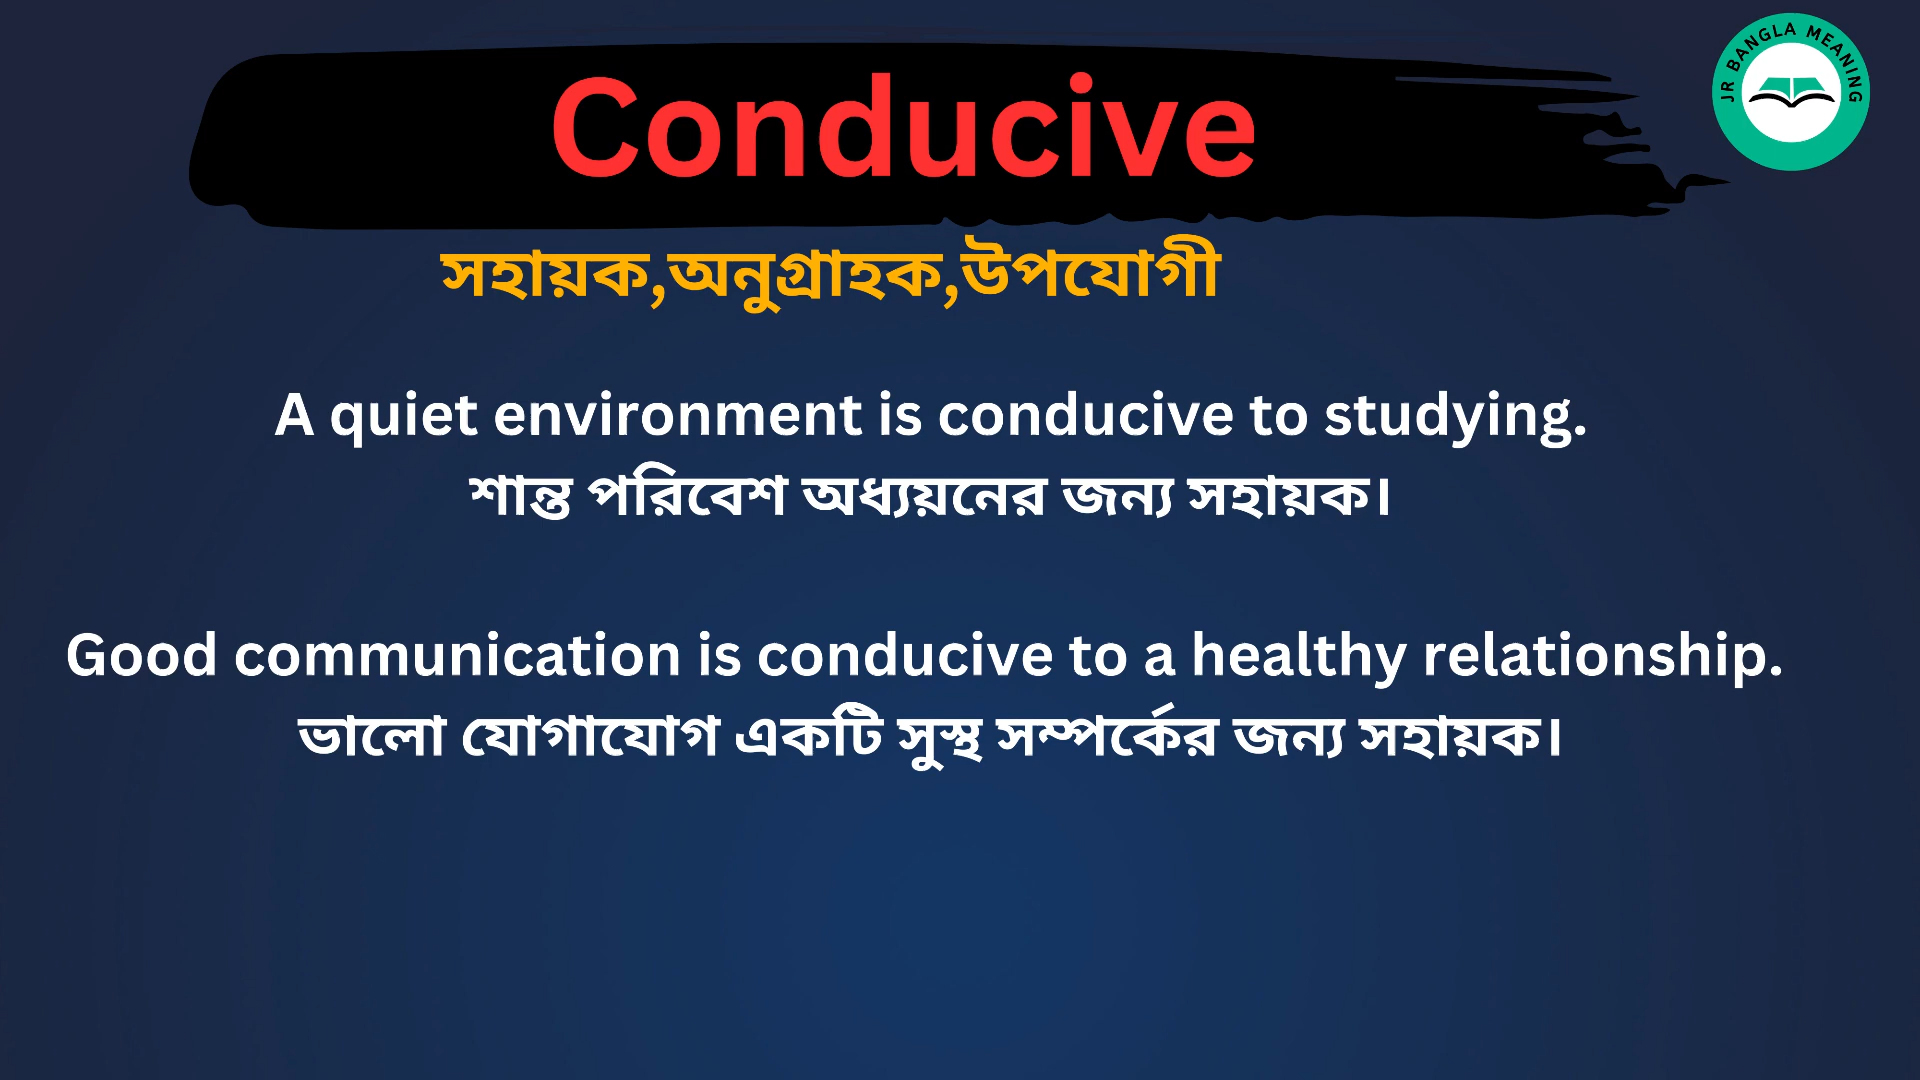 JR BANGLA MEANING
Conducive
সহায়ক,অনুগ্রাহক,উপযোগী
A quiet environment is conducive to studying.
শান্ত পরিবেশ অধ্যয়নের জন্য সহায়ক।
Good communication is conducive to a healthy relationship.
ভালো যোগাযোগ একটি সুস্থ সম্পর্কের জন্য সহায়ক।